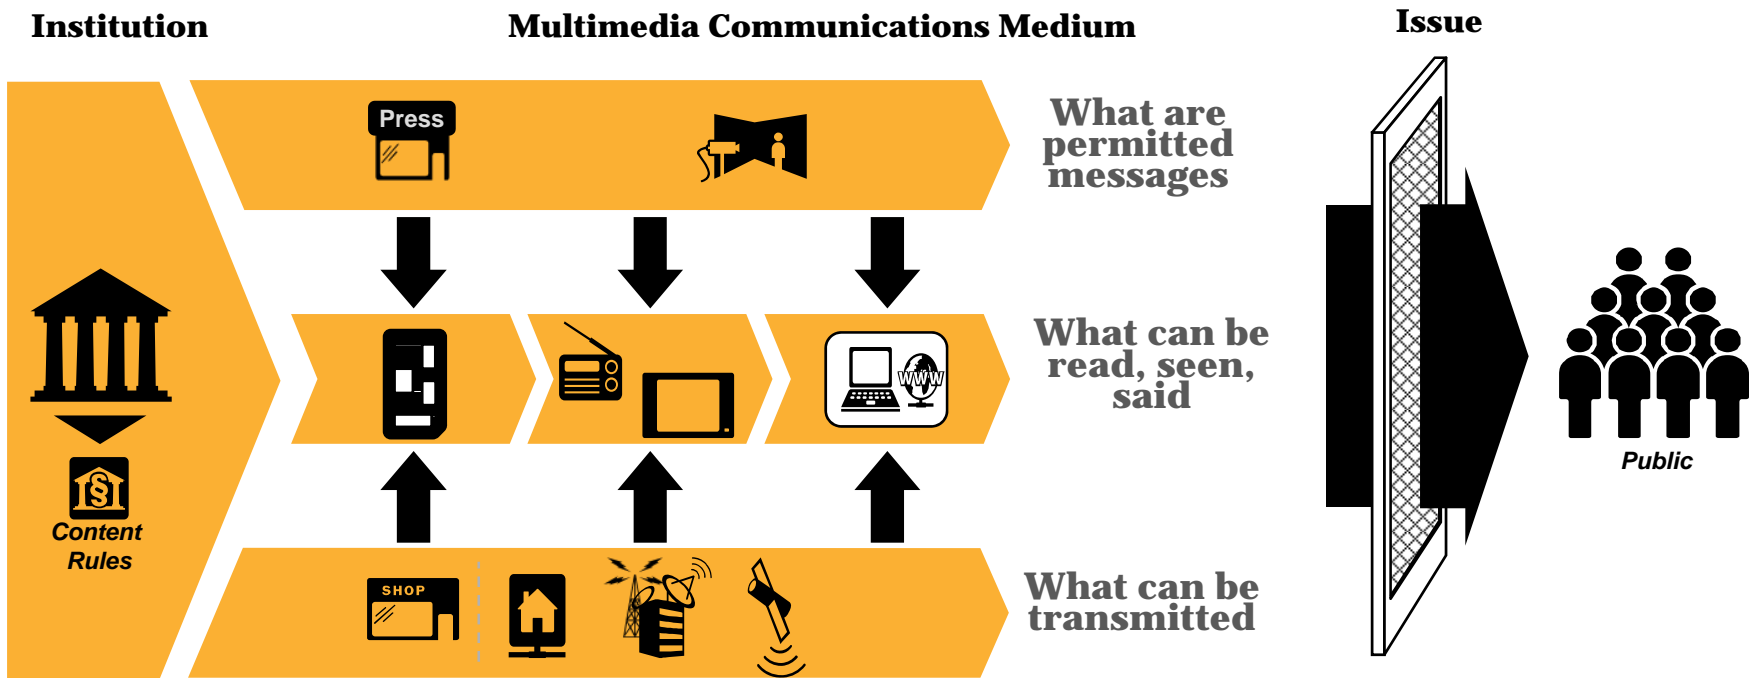 Institution
Multimedia Communications Medium
Issue
Press
What are
permitted
messages
What can be
read, seen,
said
WWW
§
Content
Rules
Public
SHOP
What can be
transmitted